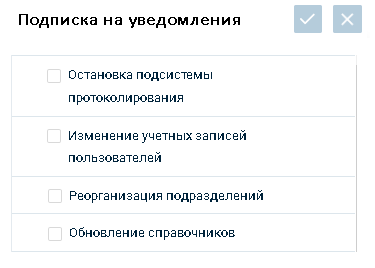 Подписка на уведомления
Остановка подсистемы
протоколирования
Изменение учетных записей
пользователей
Реорганизация подразделений
Обновление справочников